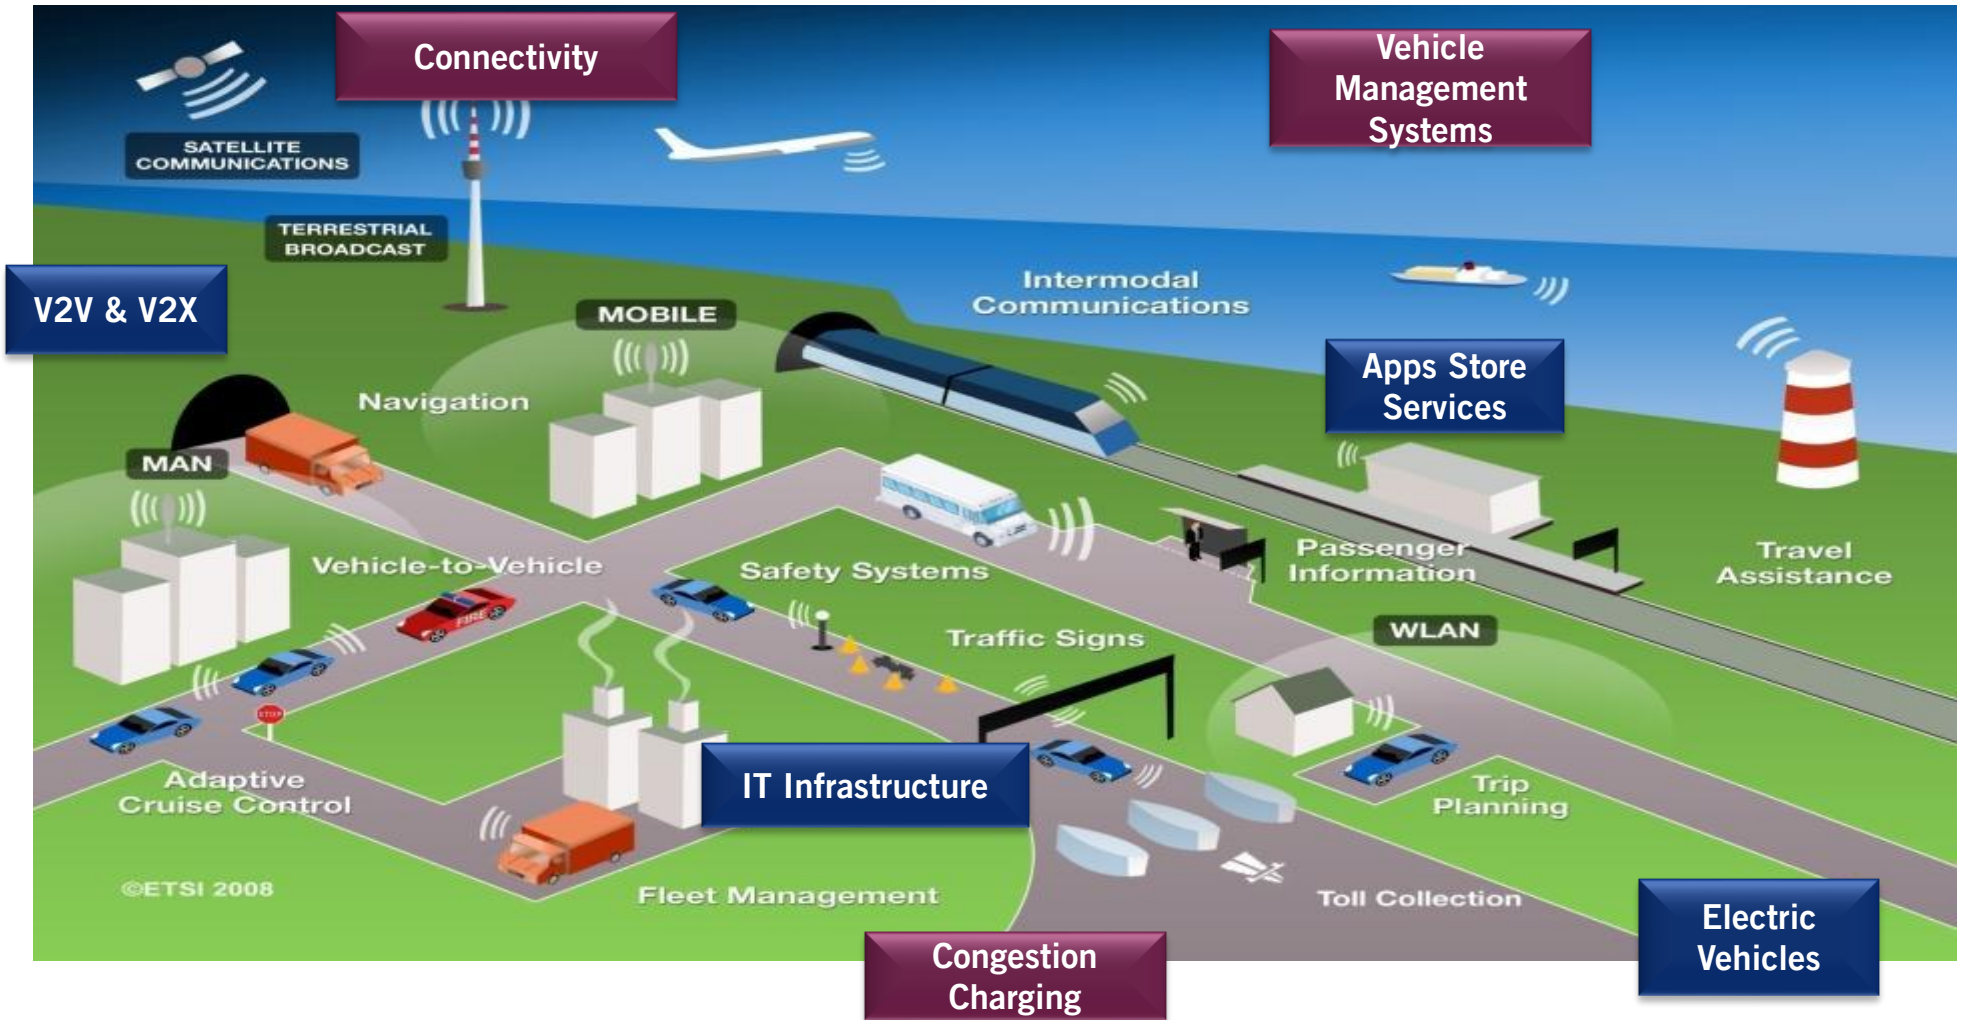 Connectivity
Vehicle
Management
Systems
SATELLITE
COMMUNICATIONS
TERRESTRIAL
BROADCAST
V2V & V2X
MOBILE
Intermodal
Communications
Apps Store
Services
Navigation
MAN
Vehicle-to-Vehicle
Safety Systems
Passenger
Information
Travel
Assistance
FIRE
Traffic Signs
WLAN
STOP
IT Infrastructure
Adaptive
Cruise Control
Trip
Planning
©ETSI 2008
Fleet Management
Toll Collection
Electric
Vehicles
Congestion
Charging